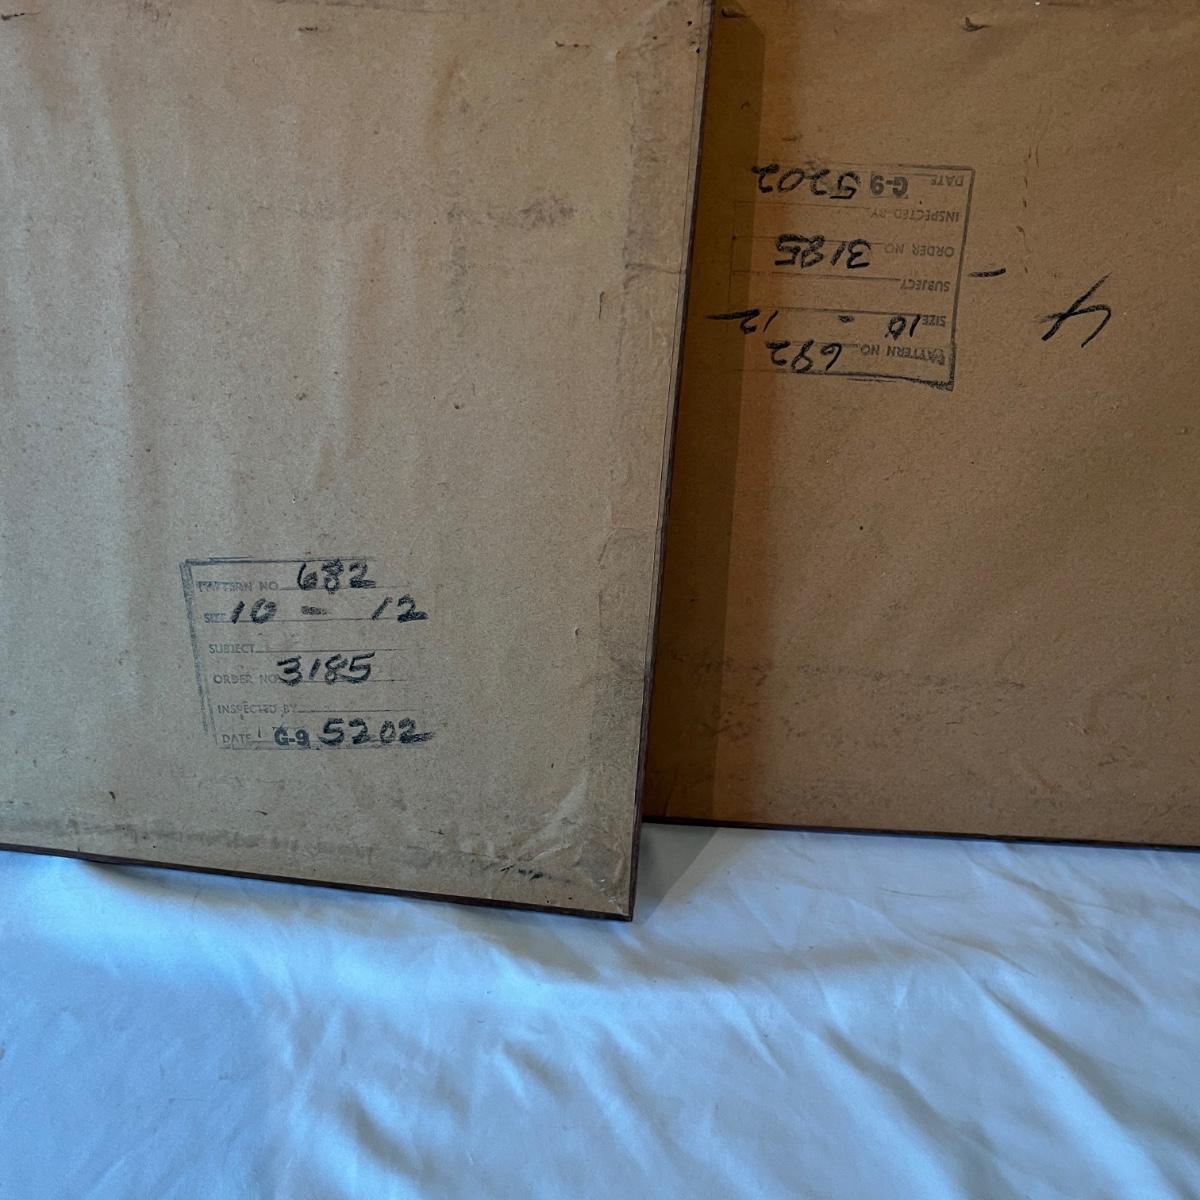 PATTERN NO. 682
SIZE 10 - 12
SUBJECT
ORDER NO. 3185
INSPECTED BY
DATE G-9 5202
PATTERN NO. 682
SIZE 10 - 12
SUBJECT
ORDER NO. 3185
INSPECTED BY
DATE G-9 5202
4 -